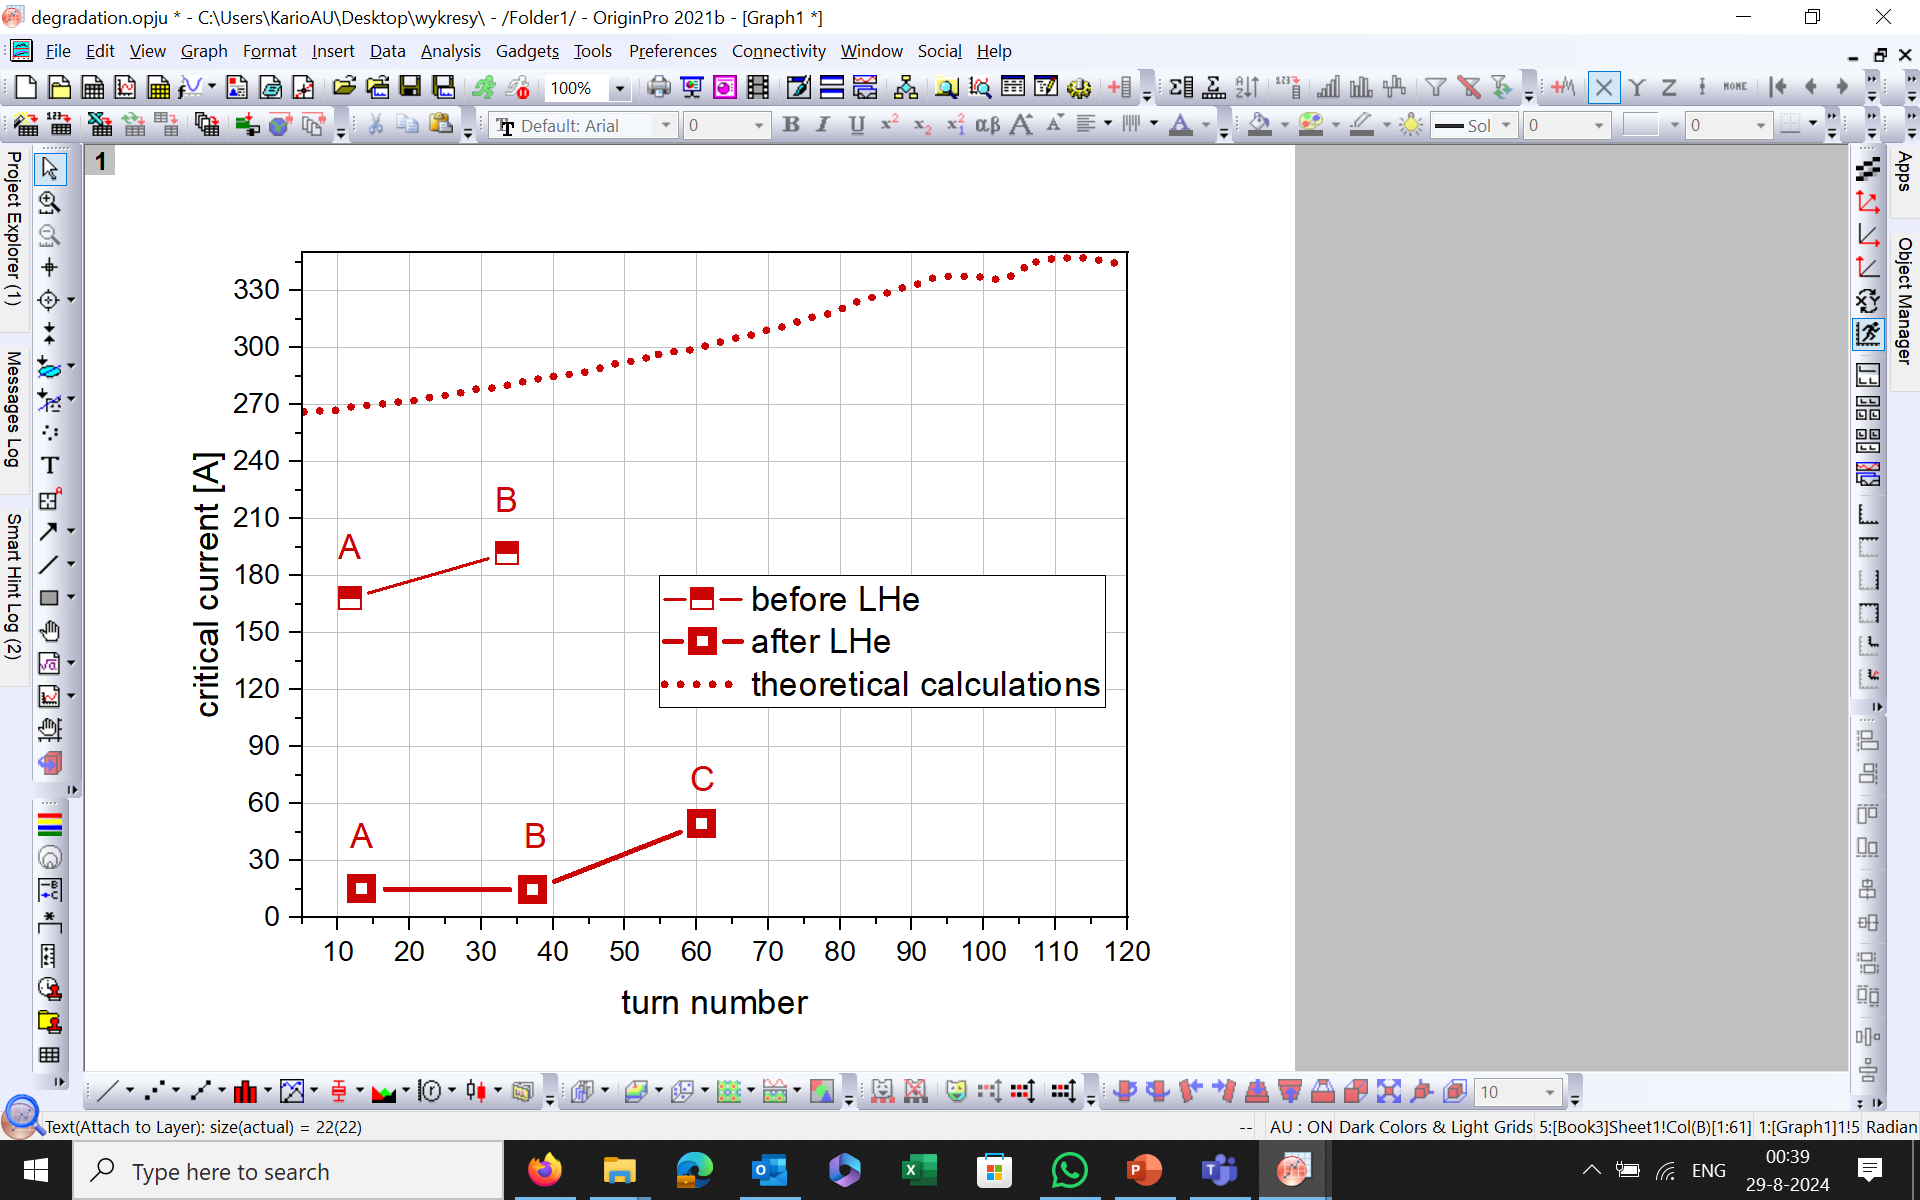 degradation.opju * - C:\Users\KarioAU\Desktop\wykresy\ - /Folder1/ - OriginPro 2021b - [Graph1 *]
File Edit View Graph Format Insert Data Analysis Gadgets Tools Preferences Connectivity Window Social Help
100%
Default: Arial 0 B I U Sol 0 0
Project Explorer (1)
Messages Log
Smart Hint Log (2)
Apps
Object Manager
1
330
300
270
240
210
180
150
120
90
60
30
0
critical current [A]
A
B
before LHe
after LHe
theoretical calculations
A
B
C
10 20 30 40 50 60 70 80 90 100 110 120
turn number
10
Text(Attach to Layer): size(actual) = 22(22)
-- AU : ON Dark Colors & Light Grids 5:[Book3]Sheet1!Col(B)[1:61] 1:[Graph1]1!5 Radian
Type here to search
ENG
00:39
29-8-2024